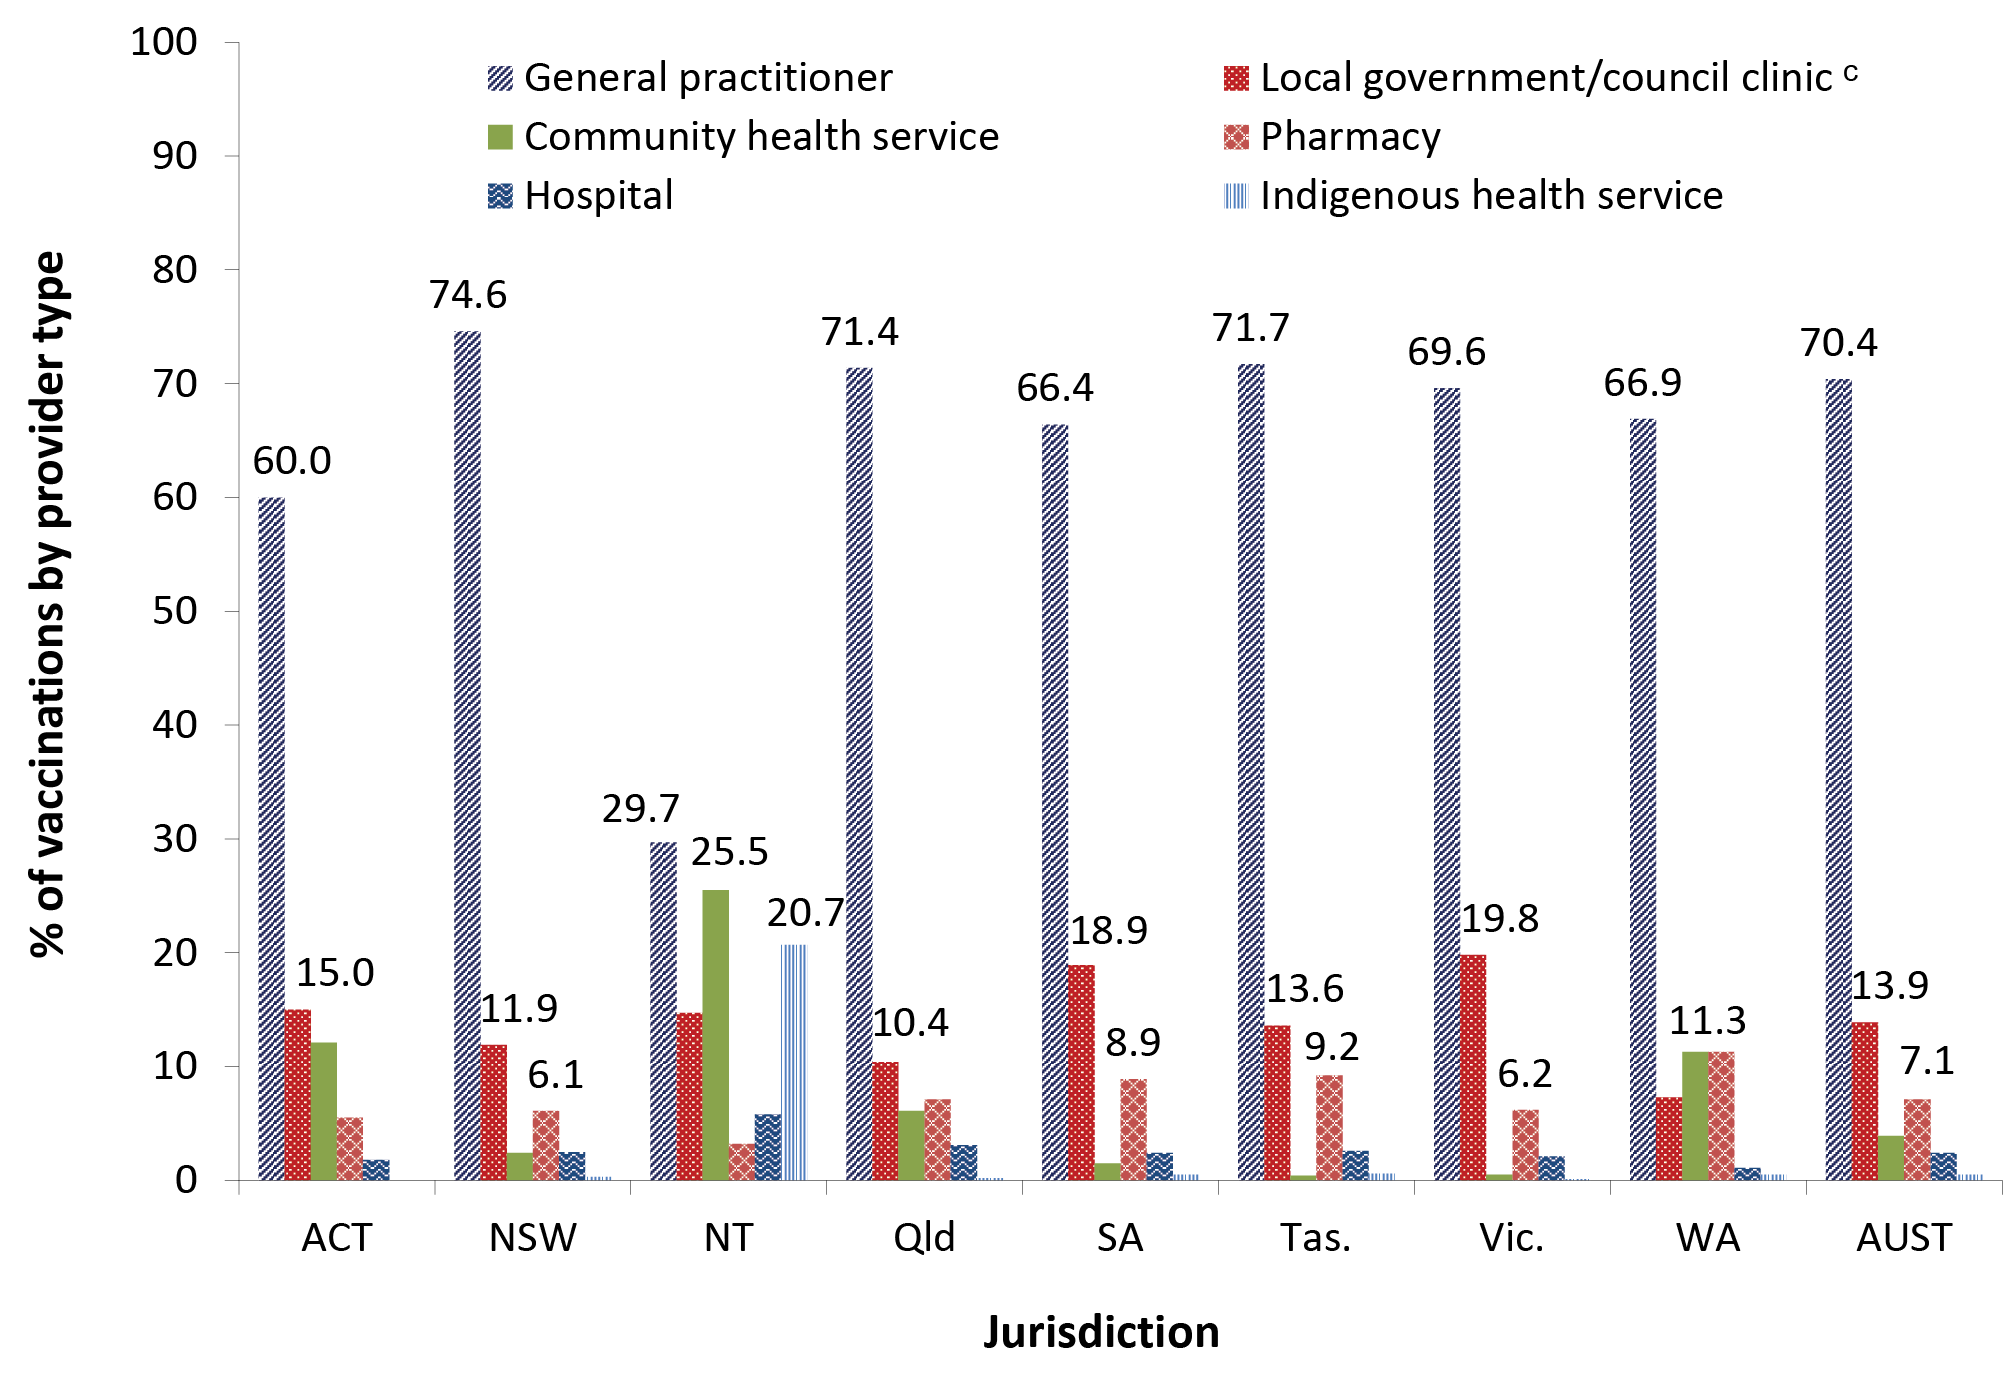 % of vaccinations by provider type
100
90
80
70
60
50
40
30
20
10
0
General practitioner
Local government/council clinic c
Community health service
Pharmacy
Hospital
Indigenous health service
60.0
15.0
74.6
11.9
6.1
29.7
25.5
20.7
71.4
10.4
66.4
18.9
8.9
71.7
13.6
9.2
69.6
19.8
6.2
66.9
11.3
70.4
13.9
7.1
ACT
NSW
NT
Qld
SA
Tas.
Vic.
WA
AUST
Jurisdiction